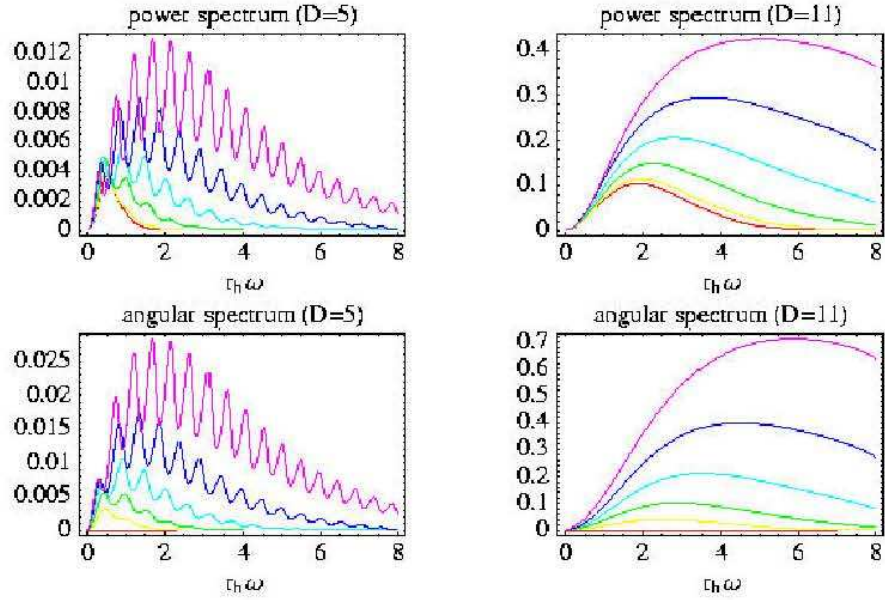 power spectrum (D=5)
0.012
0.01
0.008
0.006
0.004
0.002
0
0 2 4 6 8
rₕ ω
power spectrum (D=11)
0.4
0.3
0.2
0.1
0
0 2 4 6 8
rₕ ω
angular spectrum (D=5)
0.025
0.02
0.015
0.01
0.005
0
0 2 4 6 8
rₕ ω
angular spectrum (D=11)
0.7
0.6
0.5
0.4
0.3
0.2
0.1
0
0 2 4 6 8
rₕ ω